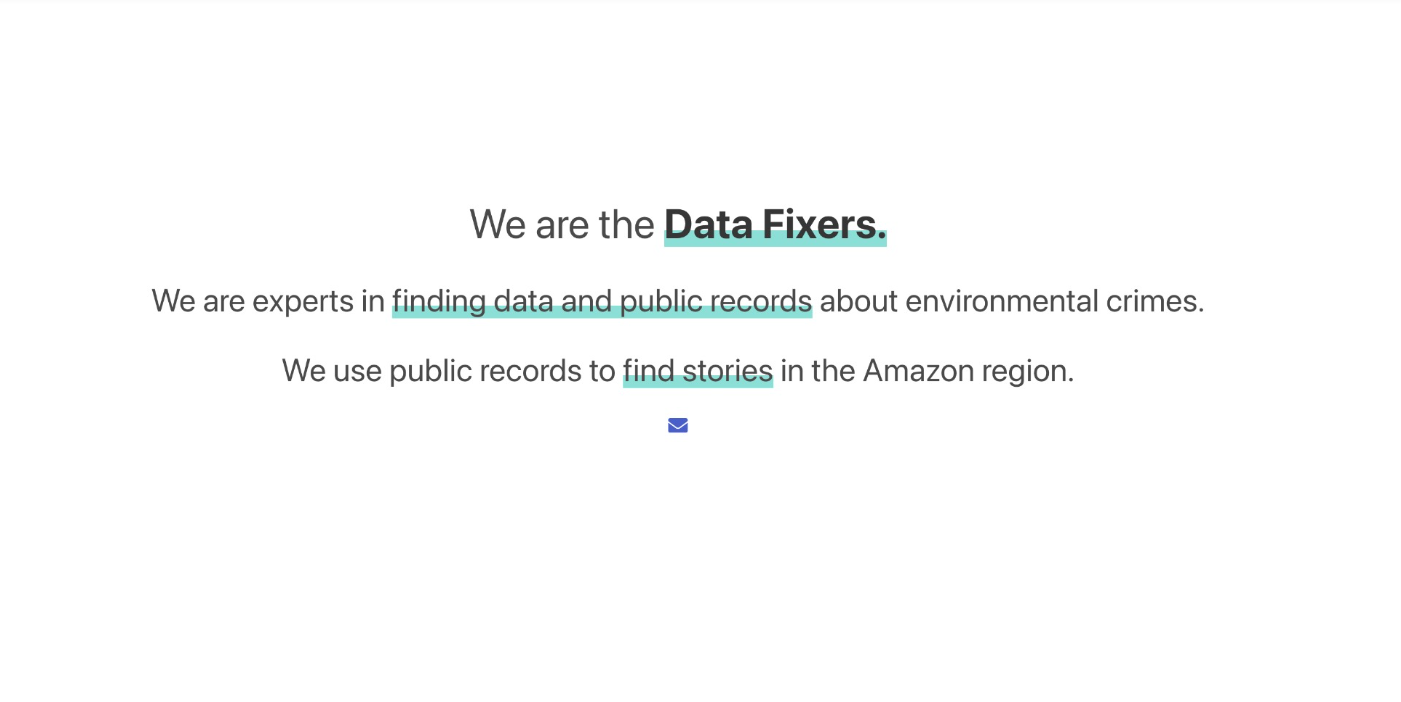 We are the Data Fixers.
We are experts in finding data and public records about environmental crimes.
We use public records to find stories in the Amazon region.